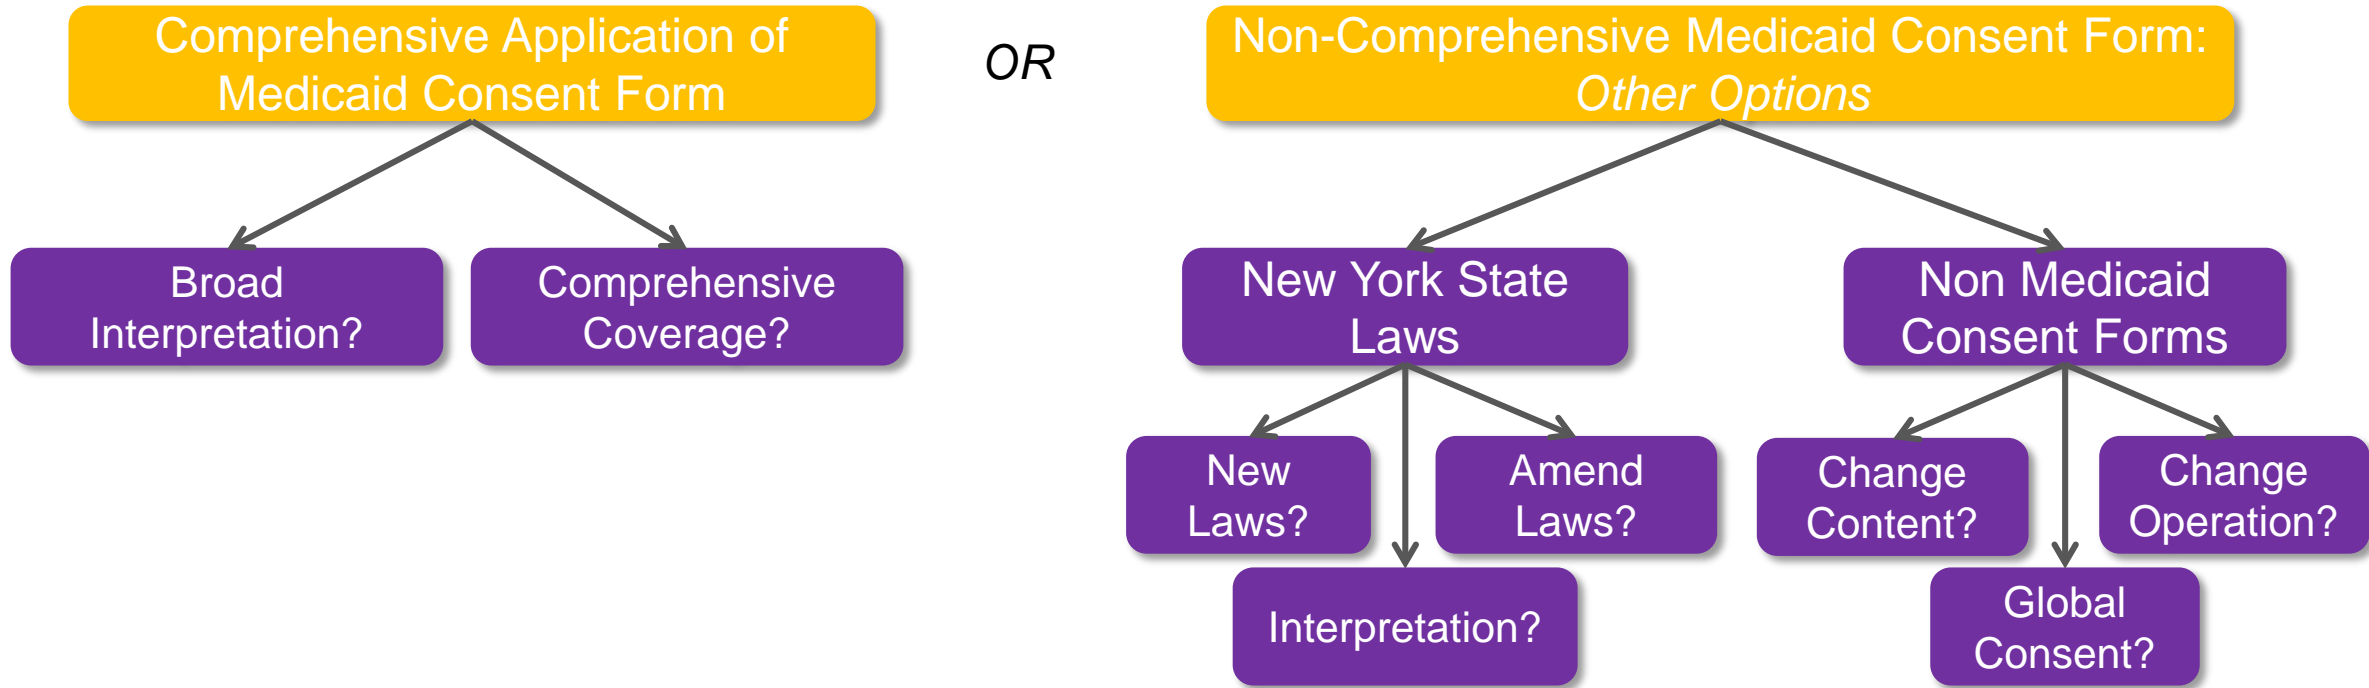 Comprehensive Application of
Medicaid Consent Form
OR
Non-Comprehensive Medicaid Consent Form:
Other Options
Broad
Interpretation?
Comprehensive
Coverage?
New York State
Laws
Non Medicaid
Consent Forms
New
Laws?
Amend
Laws?
Interpretation?
Change
Content?
Change
Operation?
Global
Consent?